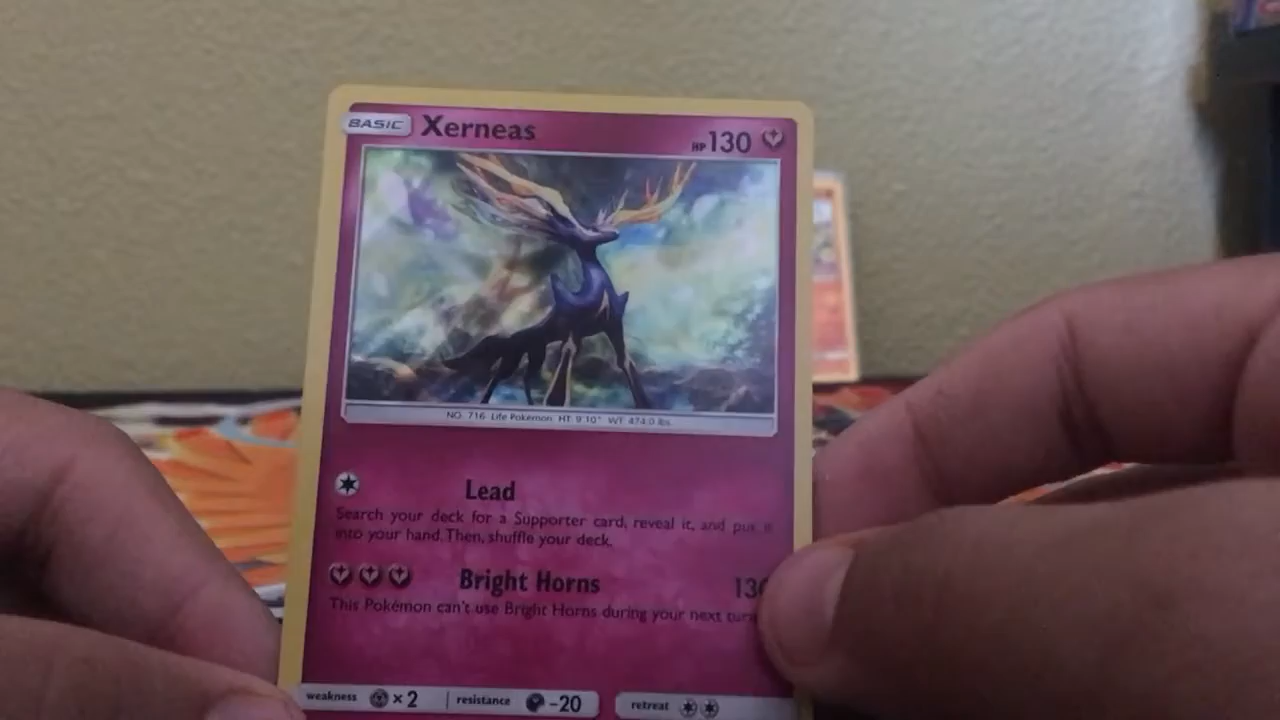 BASIC Xerneas HP 130
NO. 716 Life Pokémon HT: 9'10" WT: 474.0 lbs.
Lead
Search your deck for a Supporter card, reveal it, and put it
into your hand. Then, shuffle your deck.
Bright Horns
This Pokémon can't use Bright Horns during your next turn
weakness ×2 resistance -20 retreat